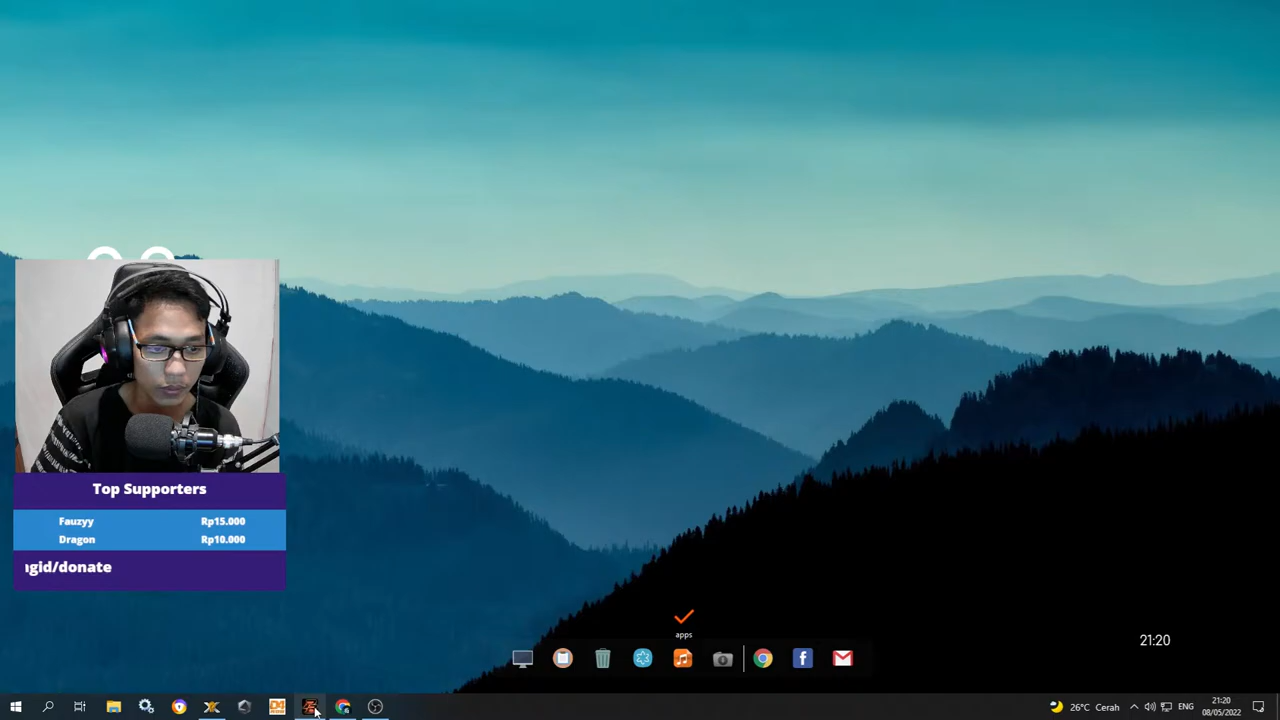 Top Supporters
Fauzyy Rp15.000
Dragon Rp10.000
gid/donate
apps
21:20
26°C Cerah
ENG
21:20
08/05/2022